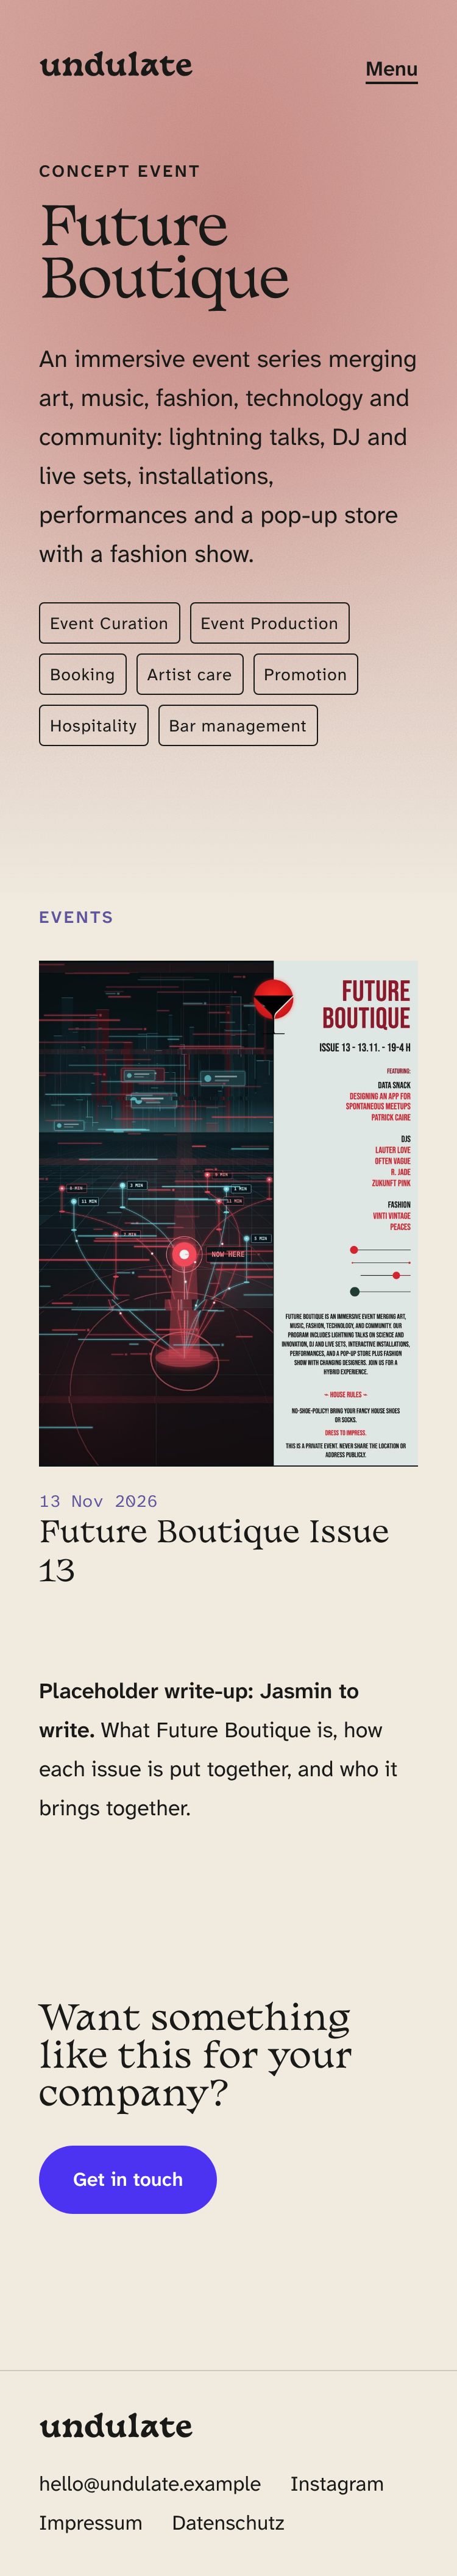 undulate
Menu
CONCEPT EVENT
Future
Boutique
An immersive event series merging
art, music, fashion, technology and
community: lightning talks, DJ and
live sets, installations,
performances and a pop-up store
with a fashion show.
Event Curation
Event Production
Booking
Artist care
Promotion
Hospitality
Bar management
EVENTS
FUTURE
BOUTIQUE
ISSUE 13 - 13.11. - 19-4 H
FEATURING:
DATA SNACK
DESIGNING AN APP FOR
SPONTANEOUS MEETUPS
PATRICK CAIRE
DJS
LAUTER LOVE
OFTEN VAGUE
R. JADE
ZUKUNFT PINK
FASHION
VINTI VINTAGE
PEACES
6 MIN
3 MIN
11 MIN
1 MIN
5 MIN
NOW HERE
FUTURE BOUTIQUE IS AN IMMERSIVE EVENT MERGING ART,
MUSIC, FASHION, TECHNOLOGY, AND COMMUNITY. OUR
PROGRAM INCLUDES LIGHTNING TALKS ON SCIENCE AND
INNOVATION, DJ AND LIVE SETS, INTERACTIVE INSTALLATIONS,
PERFORMANCES, AND A POP-UP STORE PLUS FASHION
SHOW WITH CHANGING DESIGNERS. JOIN US FOR A
HYBRID EXPERIENCE.
~ HOUSE RULES ~
NO-SHOE-POLICY! BRING YOUR FANCY HOUSE SHOES
OR SOCKS.
DRESS TO IMPRESS.
THIS IS A PRIVATE EVENT. NEVER SHARE THE LOCATION OR
ADDRESS PUBLICLY.
13 Nov 2026
Future Boutique Issue
13
Placeholder write-up: Jasmin to
write. What Future Boutique is, how
each issue is put together, and who it
brings together.
Want something
like this for your
company?
Get in touch
undulate
hello@undulate.example
Instagram
Impressum
Datenschutz